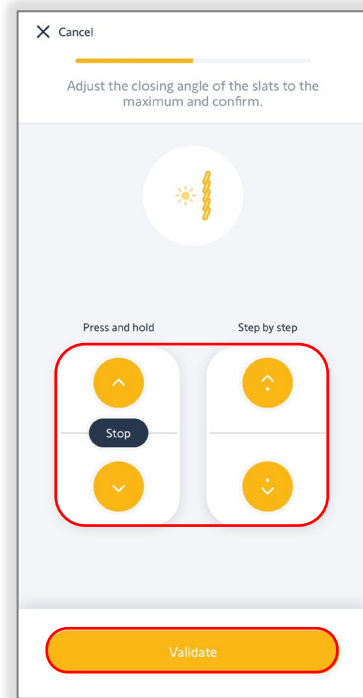 Cancel
Adjust the closing angle of the slats to the
maximum and confirm.
Press and hold
Step by step
Stop
Validate